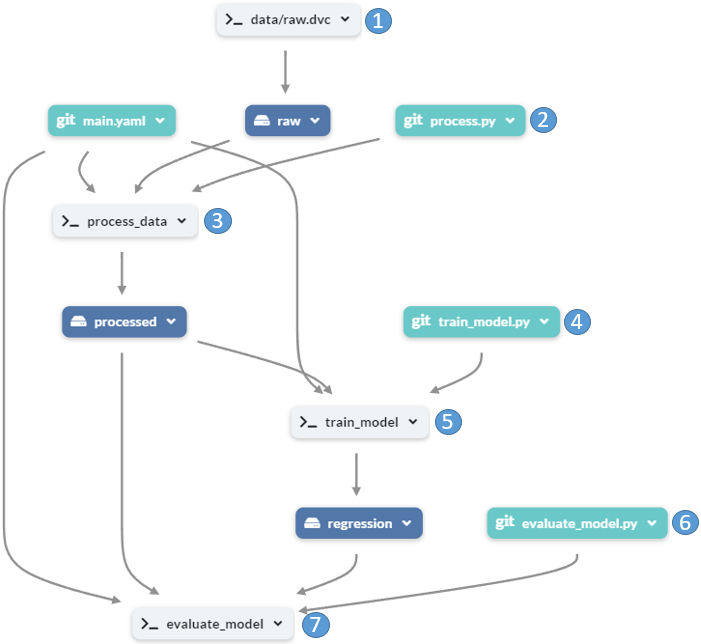 >_ data/raw.dvc 1
git main.yaml
raw
git process.py 2
>_ process_data 3
processed
git train_model.py 4
>_ train_model 5
regression
git evaluate_model.py 6
>_ evaluate_model 7